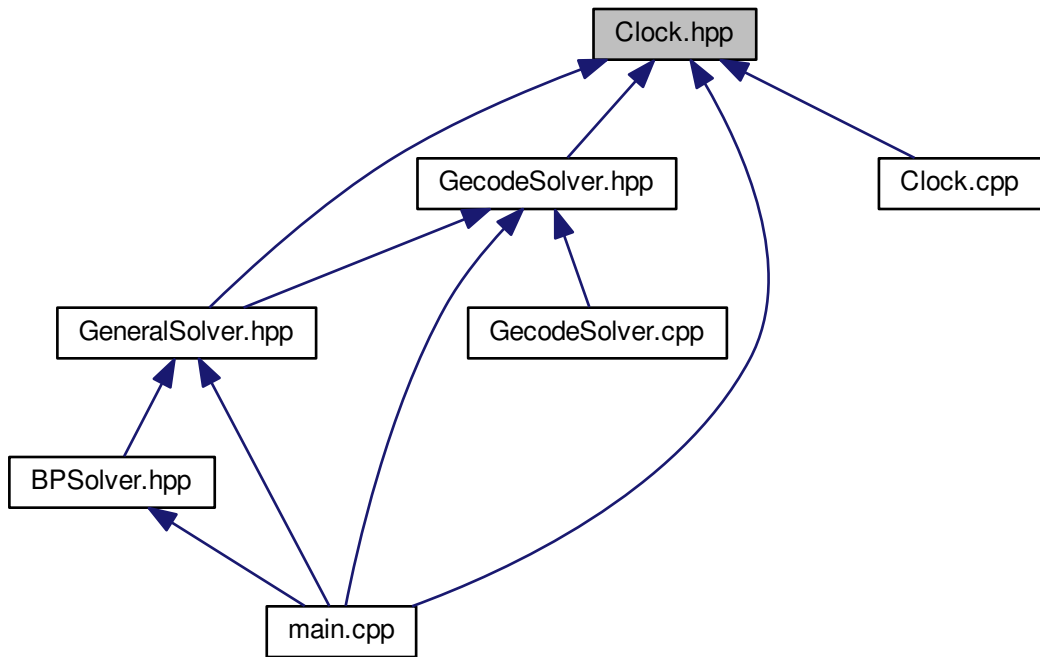 Clock.hpp
GecodeSolver.hpp
Clock.cpp
GeneralSolver.hpp
GecodeSolver.cpp
BPSolver.hpp
main.cpp